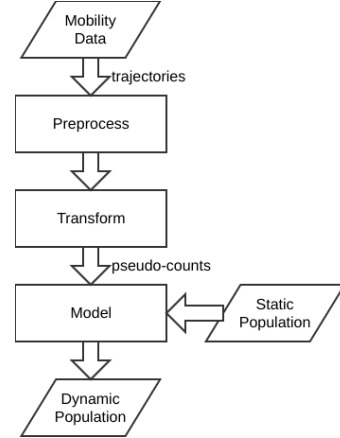 Mobility
Data
trajectories
Preprocess
Transform
pseudo-counts
Model
Static
Population
Dynamic
Population